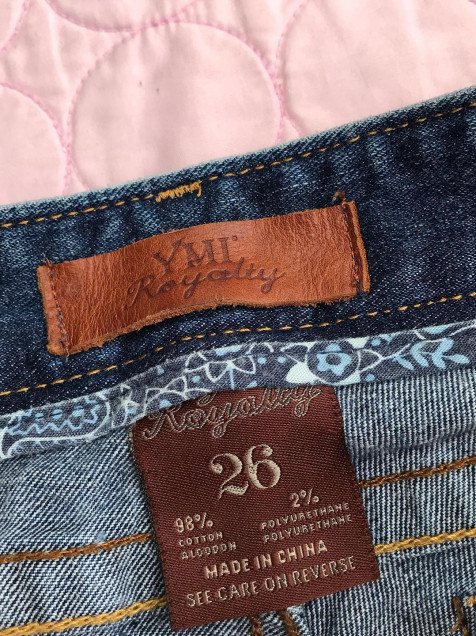 YMI®
Royalty
Royalty
26
98%
COTTON
ALGODON
2%
POLYURETHANE
POLYURETHANE
MADE IN CHINA
SEE CARE ON REVERSE